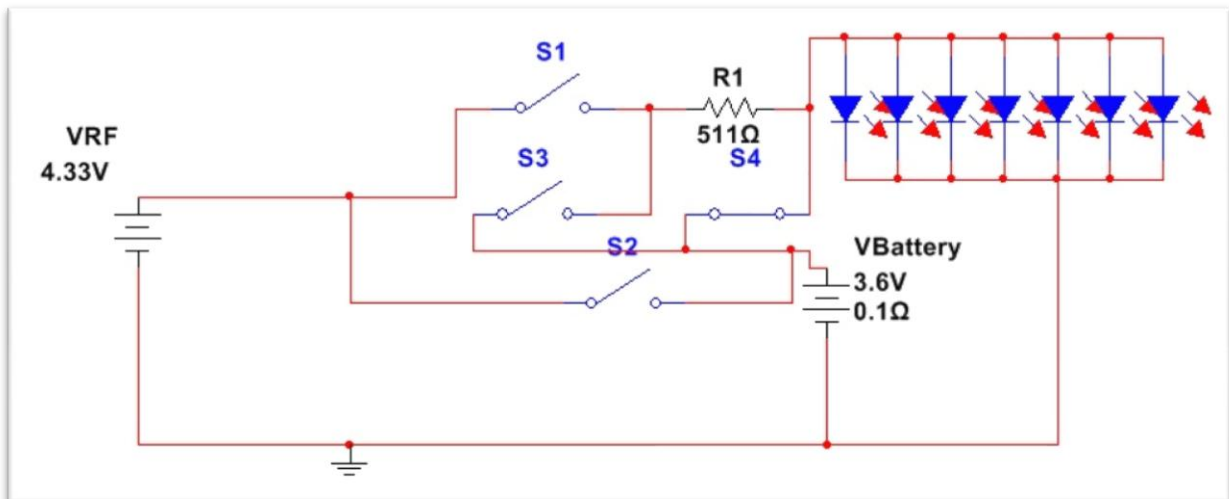 S1
R1
511Ω
VRF
4.33V
S3
S4
S2
VBattery
3.6V
0.1Ω